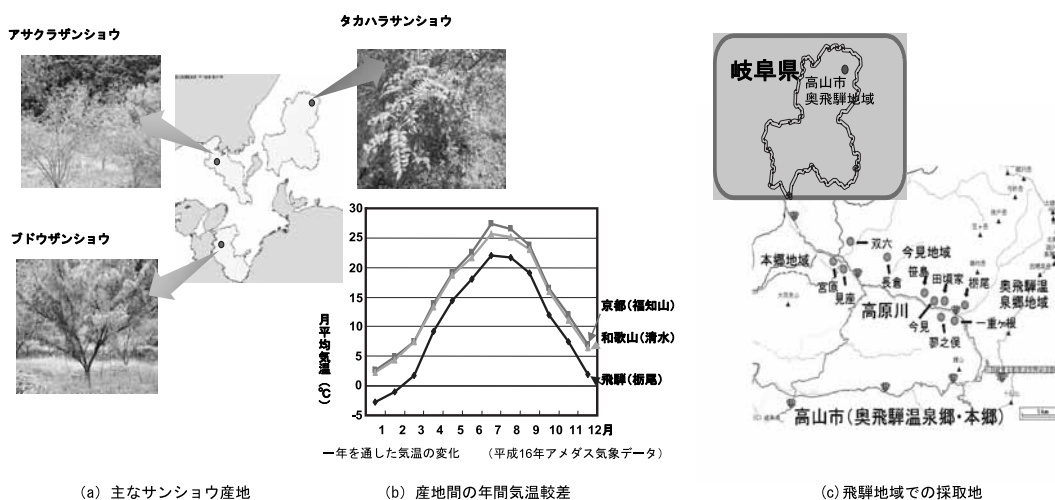 アサクラザンショウ
タカハラサンショウ
ブドウザンショウ
岐阜県
高山市
奥飛騨地域
30
25
20
15
10
5
0
-5
月平均気温(℃)
京都(福知山)
和歌山(清水)
飛騨(栃尾)
1 2 3 4 5 6 7 8 9 10 11 12月
一年を通した気温の変化 (平成16年アメダス気象データ)
双六
今見地域
本郷地域
笹島
田頃家
栃尾
長倉
宮原
見座
奥飛騨温
泉郷地域
高原川
今見
一重ヶ根
蓼之俣
高山市(奥飛騨温泉郷・本郷)
(a) 主なサンショウ産地
(b) 産地間の年間気温較差
(c)飛騨地域での採取地